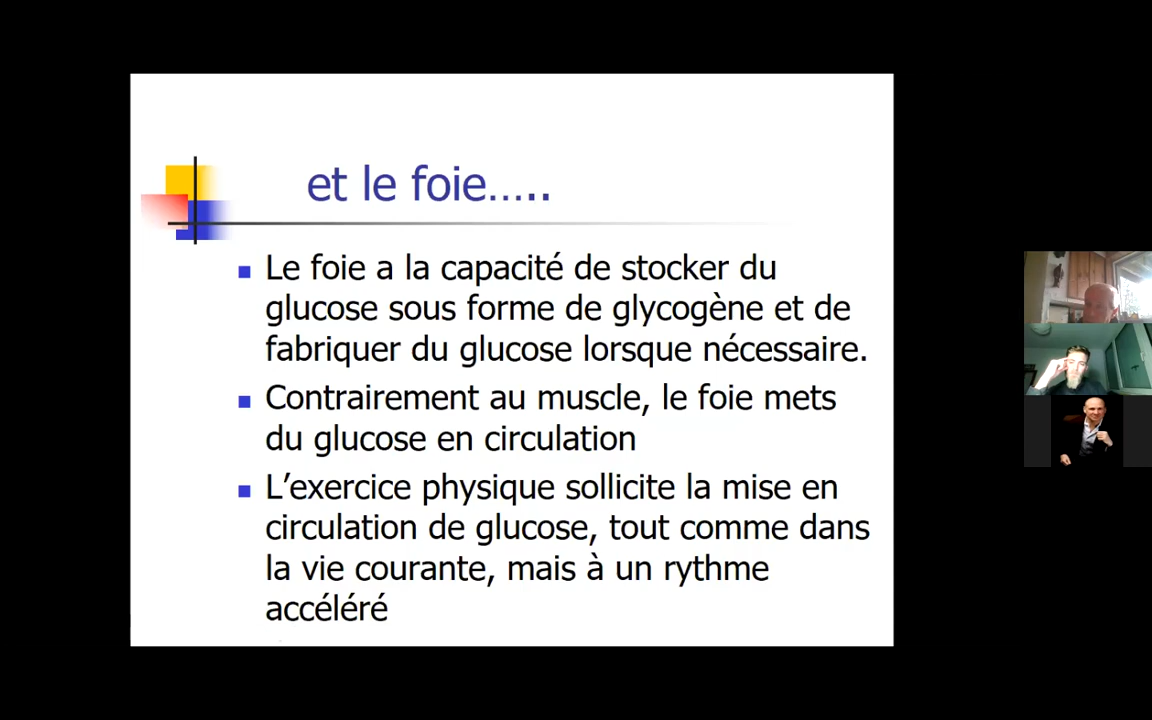 et le foie…..
Le foie a la capacité de stocker du
glucose sous forme de glycogène et de
fabriquer du glucose lorsque nécessaire.
Contrairement au muscle, le foie mets
du glucose en circulation
L’exercice physique sollicite la mise en
circulation de glucose, tout comme dans
la vie courante, mais à un rythme
accéléré